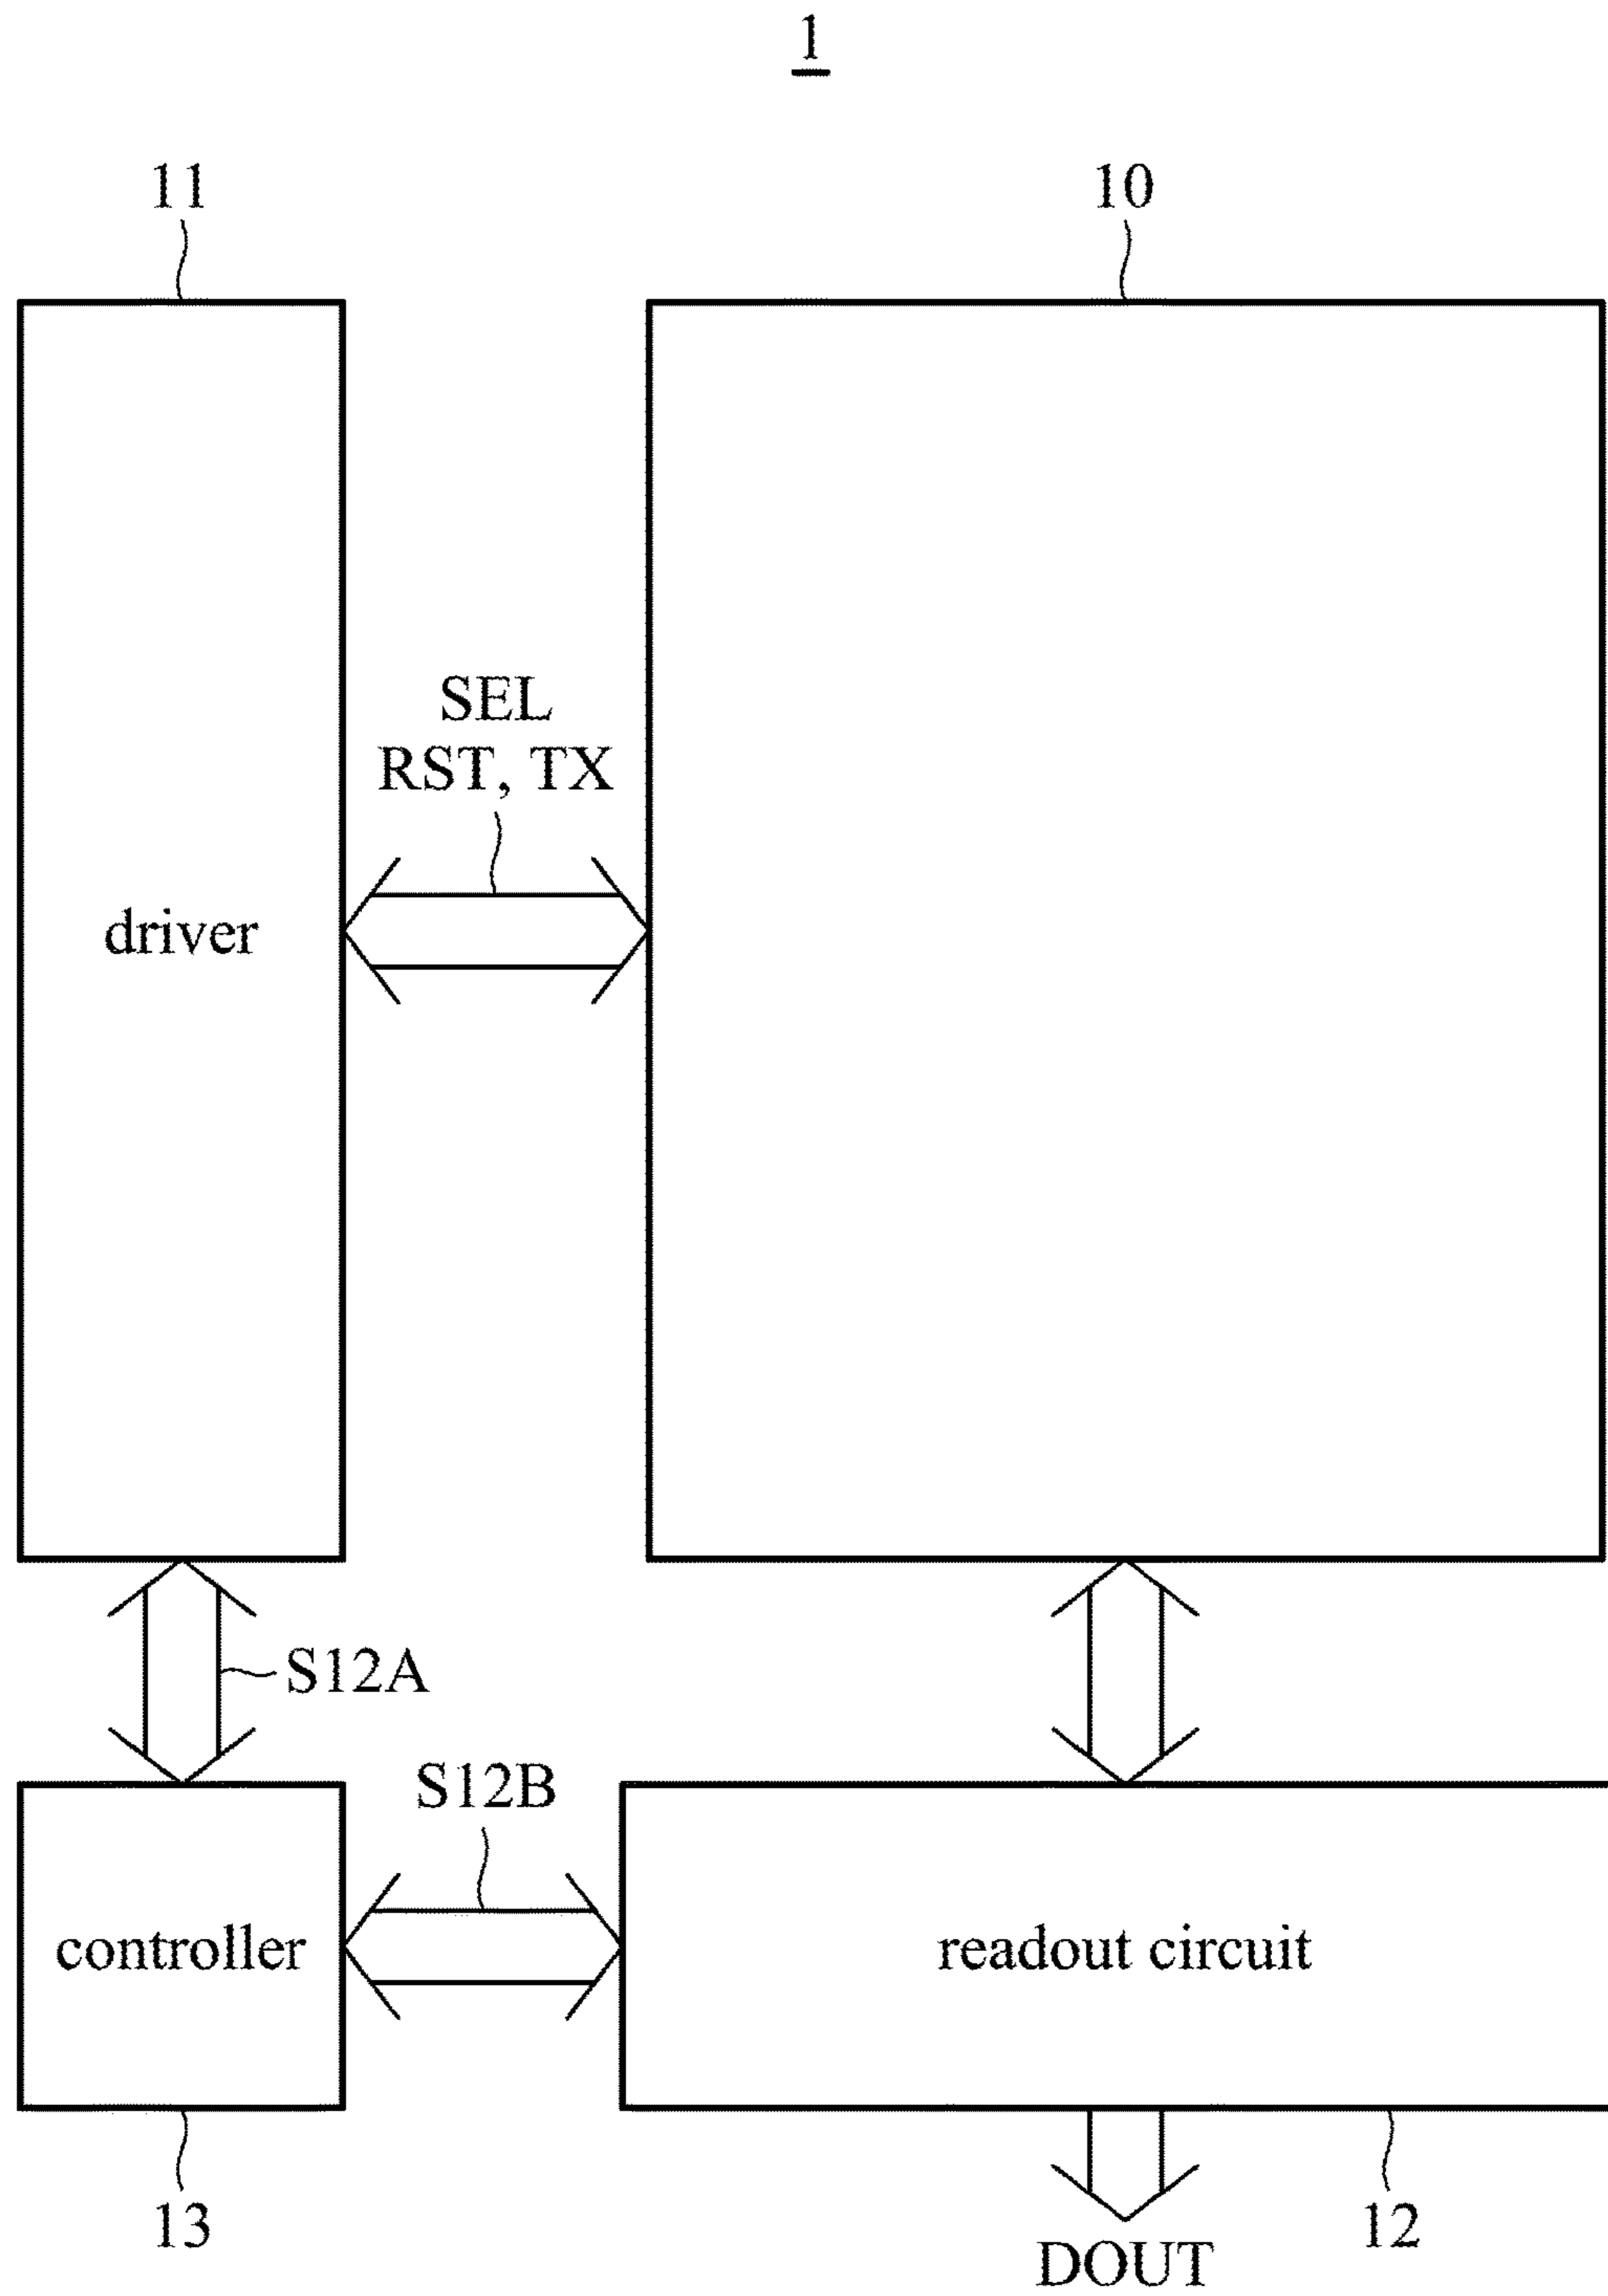 1
11
10
SEL
RST, TX
driver
S12A
S12B
controller
readout circuit
13
12
DOUT